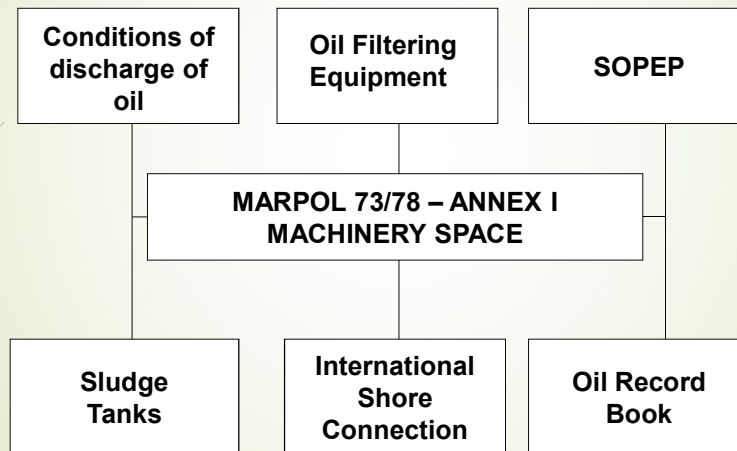 Conditions of
discharge of
oil
Oil Filtering
Equipment
SOPEP
MARPOL 73/78 – ANNEX I
MACHINERY SPACE
Sludge
Tanks
International
Shore
Connection
Oil Record
Book